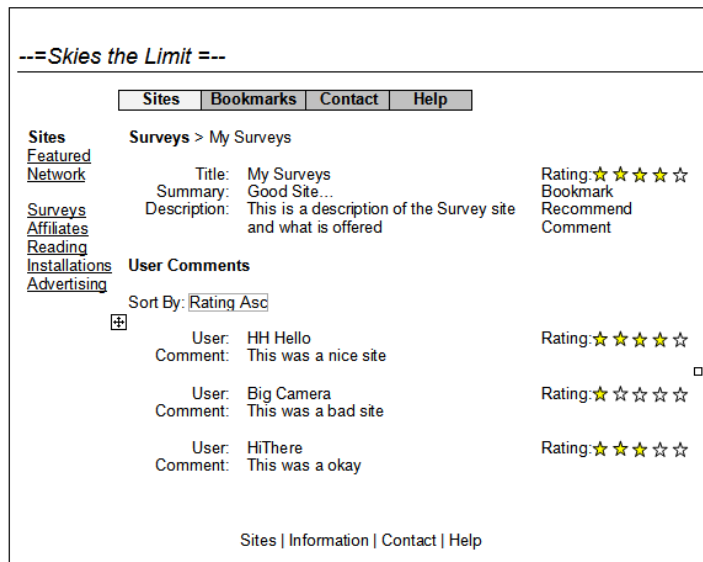 --=Skies the Limit =--
Sites Bookmarks Contact Help
Sites
Featured
Network
Surveys
Affiliates
Reading
Installations
Advertising
Surveys > My Surveys
Title: My Surveys
Summary: Good Site...
Description: This is a description of the Survey site
and what is offered
Rating:
Bookmark
Recommend
Comment
User Comments
Sort By: Rating Asc
User: HH Hello
Comment: This was a nice site
Rating:
User: Big Camera
Comment: This was a bad site
Rating:
User: HiThere
Comment: This was a okay
Rating:
Sites | Information | Contact | Help